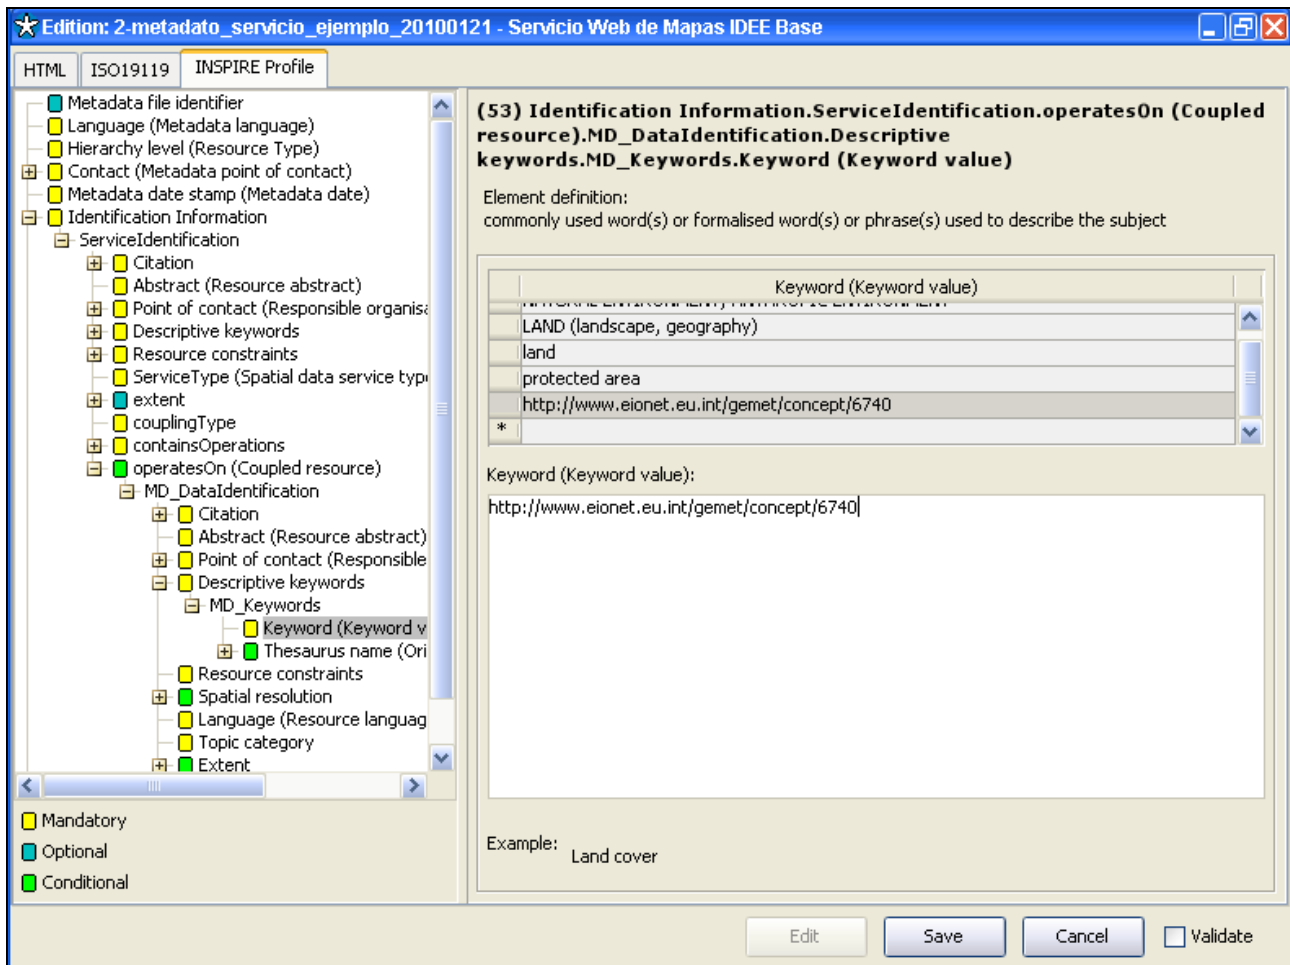 Edition: 2-metadato_servicio_ejemplo_20100121 - Servicio Web de Mapas IDEE Base
HTML
ISO19119
INSPIRE Profile
Metadata file identifier
Language (Metadata language)
Hierarchy level (Resource Type)
Contact (Metadata point of contact)
Metadata date stamp (Metadata date)
Identification Information
ServiceIdentification
Citation
Abstract (Resource abstract)
Point of contact (Responsible organisa
Descriptive keywords
Resource constraints
ServiceType (Spatial data service typ
extent
couplingType
containsOperations
operatesOn (Coupled resource)
MD_DataIdentification
Citation
Abstract (Resource abstract)
Point of contact (Responsible
Descriptive keywords
MD_Keywords
Keyword (Keyword v
Thesaurus name (Ori
Resource constraints
Spatial resolution
Language (Resource languag
Topic category
Extent
Mandatory
Optional
Conditional
(53) Identification Information.ServiceIdentification.operatesOn (Coupled
resource).MD_DataIdentification.Descriptive
keywords.MD_Keywords.Keyword (Keyword value)
Element definition:
commonly used word(s) or formalised word(s) or phrase(s) used to describe the subject
Keyword (Keyword value)
NATURAL ENVIRONMENT, ANTHROPIC ENVIRONMENT
LAND (landscape, geography)
land
protected area
http://www.eionet.eu.int/gemet/concept/6740
*
Keyword (Keyword value):
http://www.eionet.eu.int/gemet/concept/6740
Example: Land cover
Edit
Save
Cancel
Validate